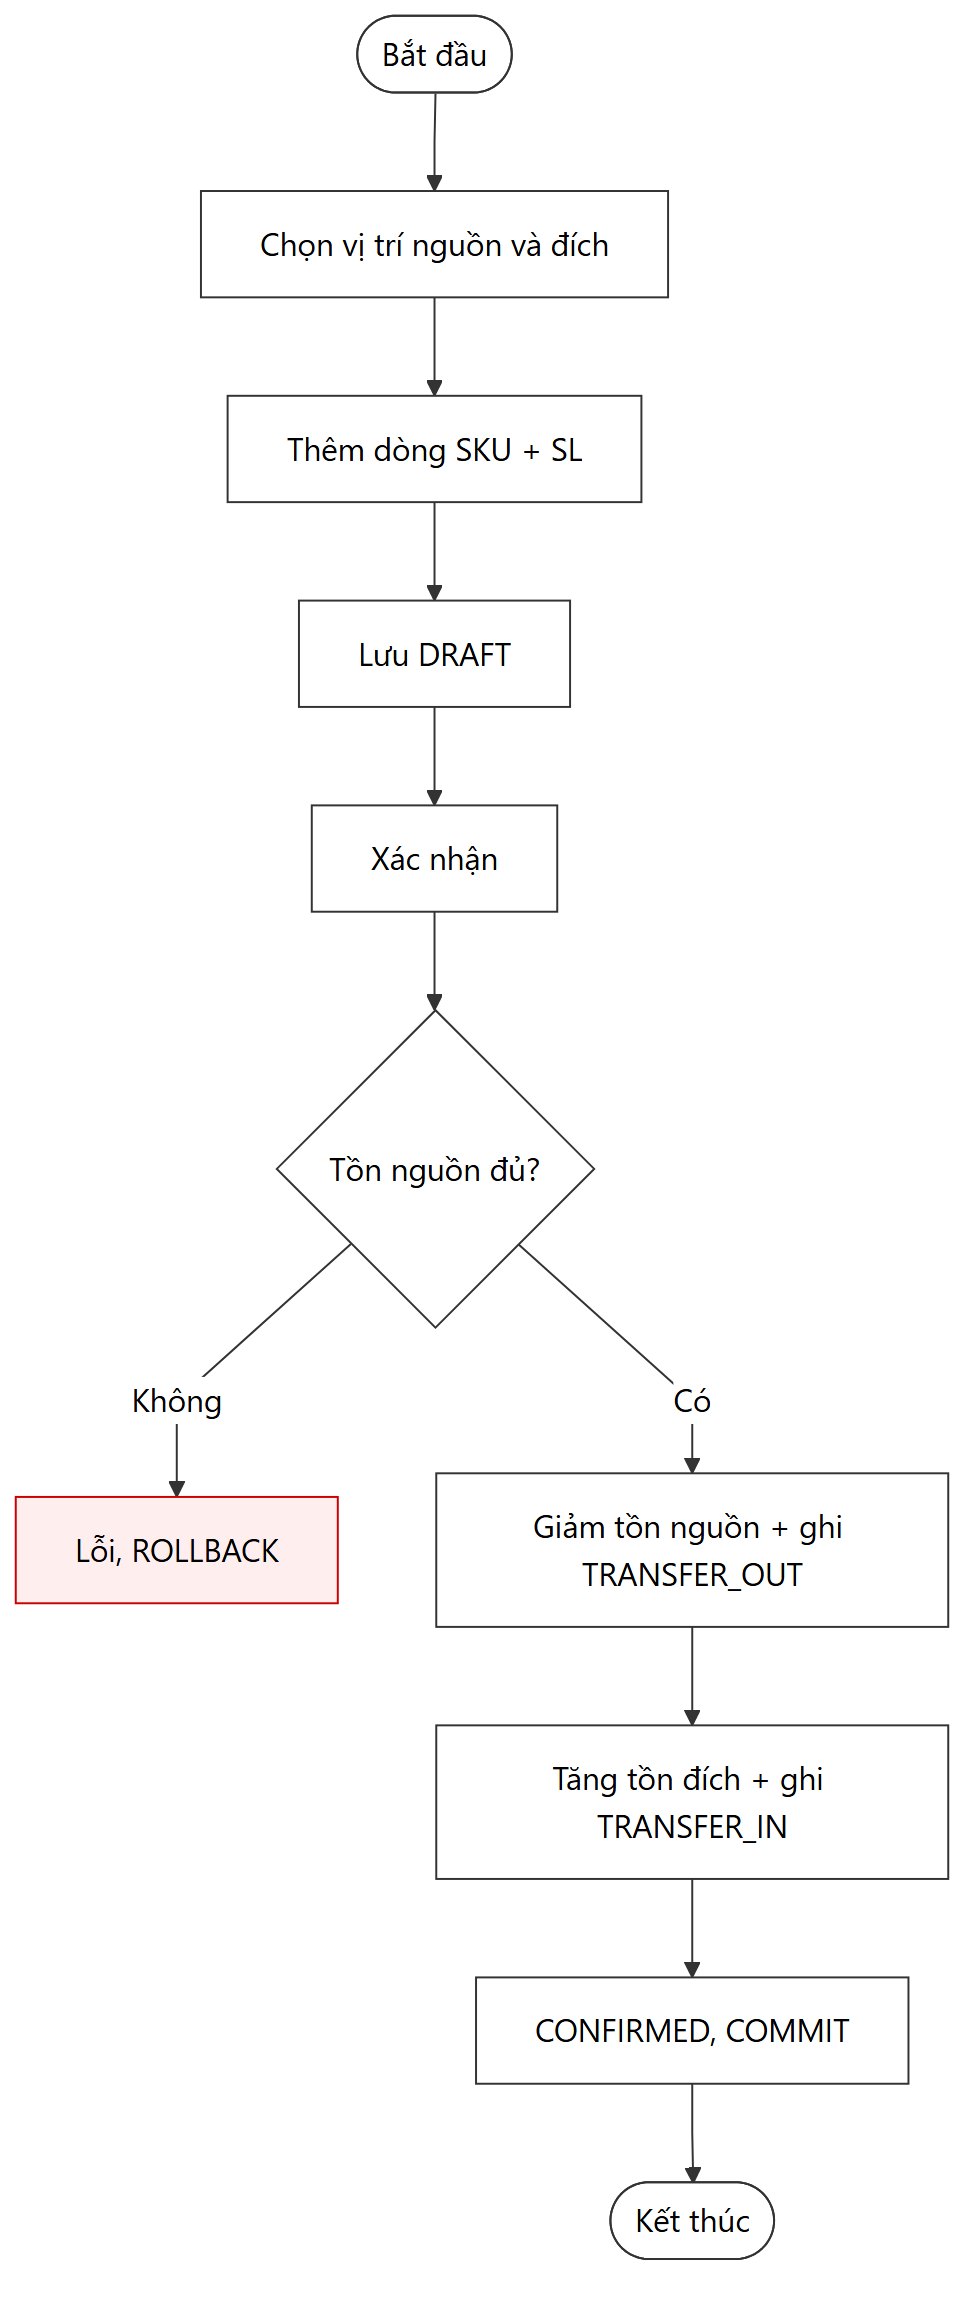 Bắt đầu
Chọn vị trí nguồn và đích
Thêm dòng SKU + SL
Lưu DRAFT
Xác nhận
Tồn nguồn đủ?
Không
Có
Lỗi, ROLLBACK
Giảm tồn nguồn + ghi
TRANSFER_OUT
Tăng tồn đích + ghi
TRANSFER_IN
CONFIRMED, COMMIT
Kết thúc